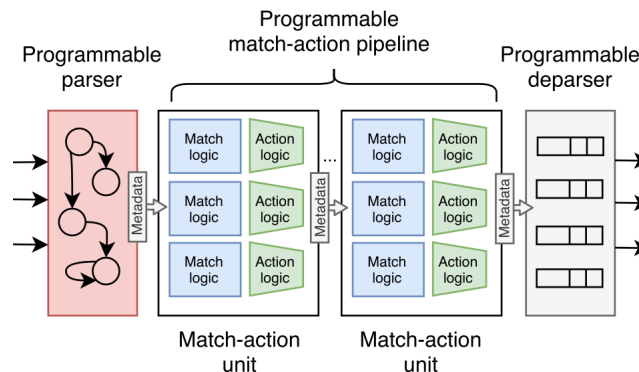 Programmable
match-action pipeline
Programmable
parser
Programmable
deparser
Metadata
Match
logic
Action
logic
Match
logic
Action
logic
Match
logic
Action
logic
Metadata
...
Match
logic
Action
logic
Match
logic
Action
logic
Match
logic
Action
logic
Metadata
Match-action
unit
Match-action
unit